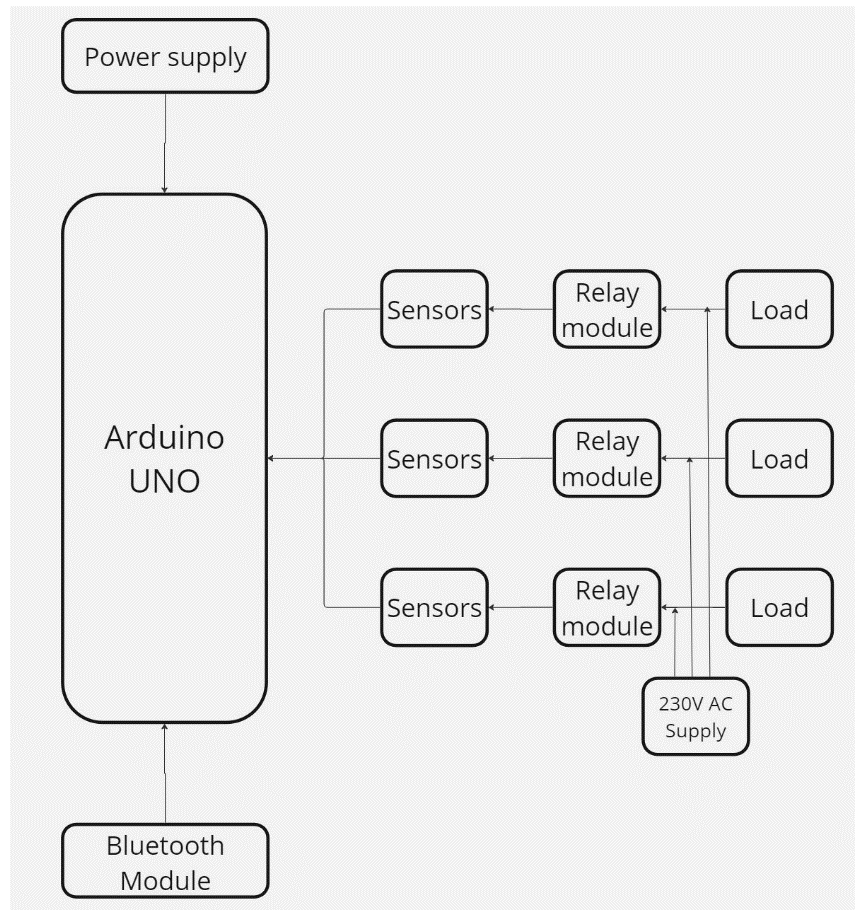 Power supply
Arduino
UNO
Sensors
Relay
module
Load
Sensors
Relay
module
Load
Sensors
Relay
module
Load
230V AC
Supply
Bluetooth
Module